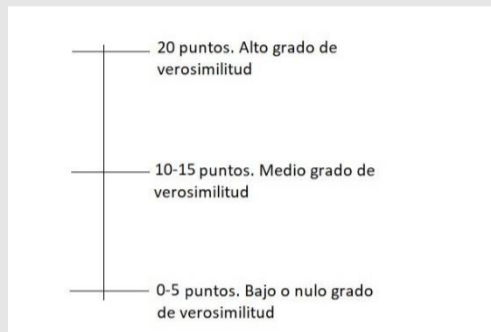 20 puntos. Alto grado de
verosimilitud
10-15 puntos. Medio grado de
verosimilitud
0-5 puntos. Bajo o nulo grado
de verosimilitud